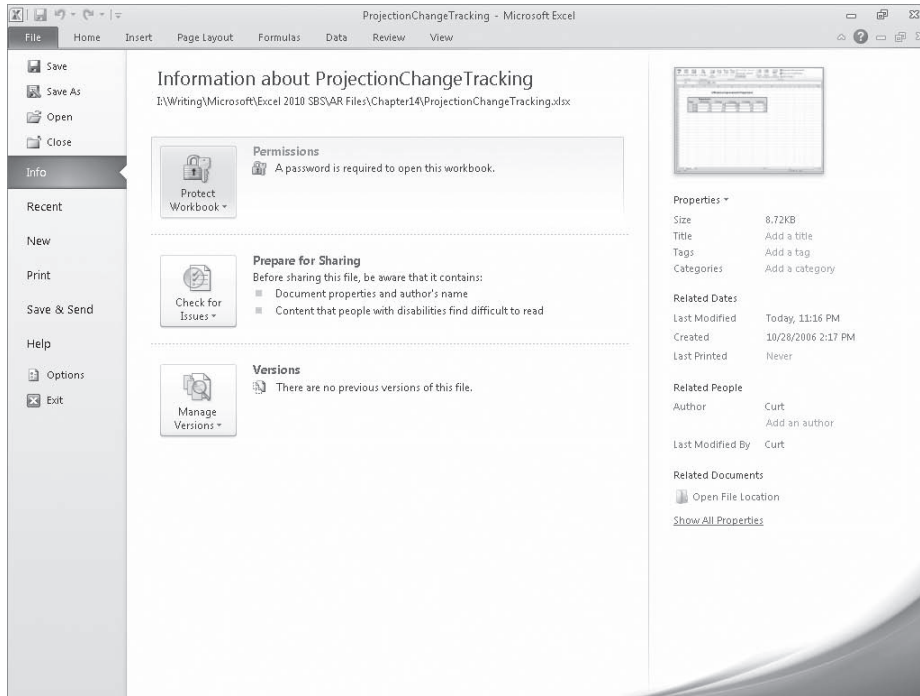 ProjectionChangeTracking - Microsoft Excel
File Home Insert Page Layout Formulas Data Review View
Save
Save As
Open
Close
Info
Recent
New
Print
Save & Send
Help
Options
Exit
Information about ProjectionChangeTracking
I:\Writing\Microsoft\Excel 2010 SBS\AR Files\Chapter14\ProjectionChangeTracking.xlsx
Protect
Workbook
Permissions
A password is required to open this workbook.
Check for
Issues
Prepare for Sharing
Before sharing this file, be aware that it contains:
Document properties and author's name
Content that people with disabilities find difficult to read
Manage
Versions
Versions
There are no previous versions of this file.
Properties
Size 8.72KB
Title Add a title
Tags Add a tag
Categories Add a category
Related Dates
Last Modified Today, 11:16 PM
Created 10/28/2006 2:17 PM
Last Printed Never
Related People
Author Curt
Add an author
Last Modified By Curt
Related Documents
Open File Location
Show All Properties